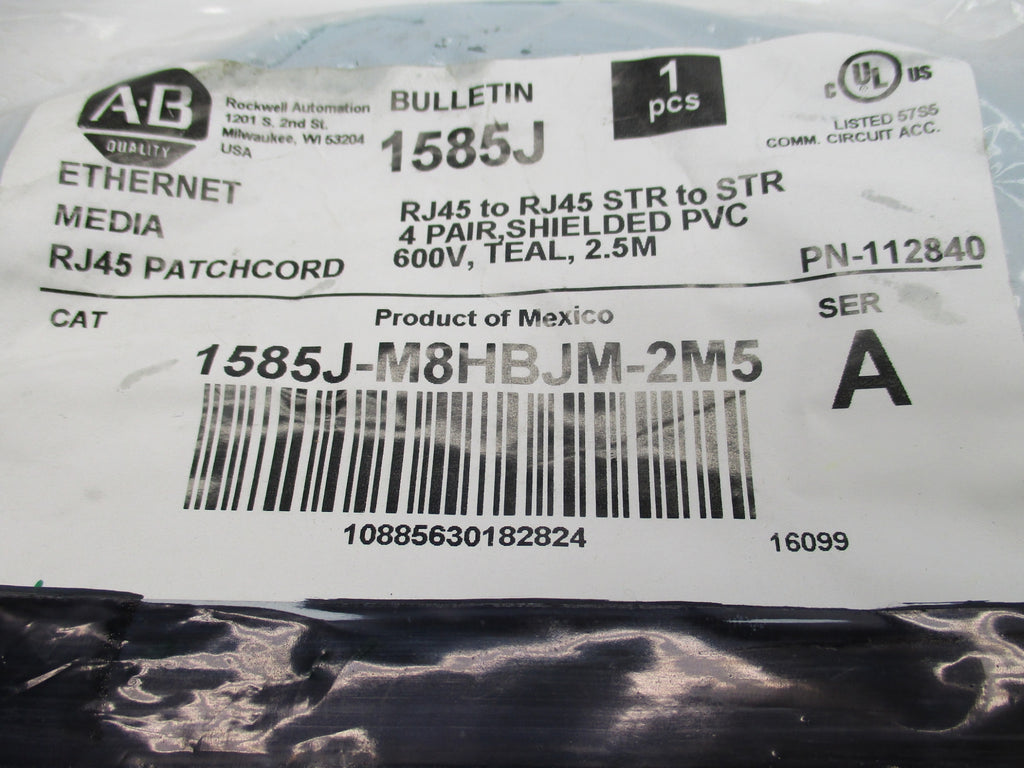 A·B
QUALITY
Rockwell Automation
1201 S. 2nd St.
Milwaukee, WI 53204
USA
BULLETIN
1585J
1
pcs
c UL US
LISTED 57S5
COMM. CIRCUIT ACC.
ETHERNET
MEDIA
RJ45 PATCHCORD
RJ45 to RJ45 STR to STR
4 PAIR,SHIELDED PVC
600V, TEAL, 2.5M
PN-112840
CAT
Product of Mexico
SER
1585J-M8HBJM-2M5
A
10885630182824
16099